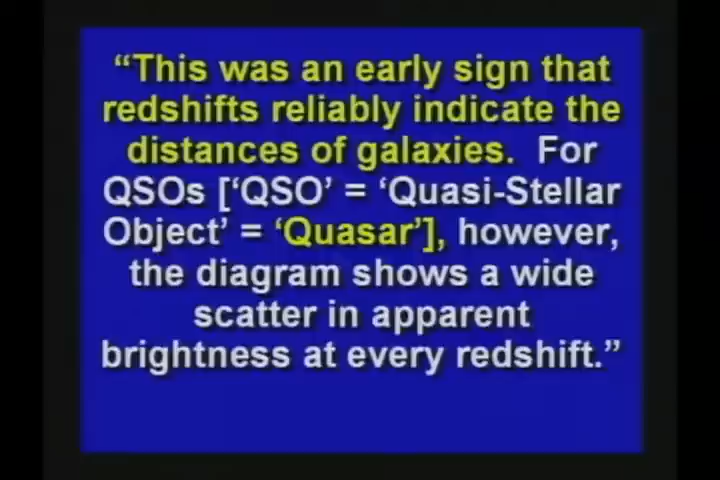 “This was an early sign that
redshifts reliably indicate the
distances of galaxies.  For
QSOs [‘QSO’ = ‘Quasi-Stellar
Object’ = ‘Quasar’], however,
the diagram shows a wide
scatter in apparent
brightness at every redshift.”